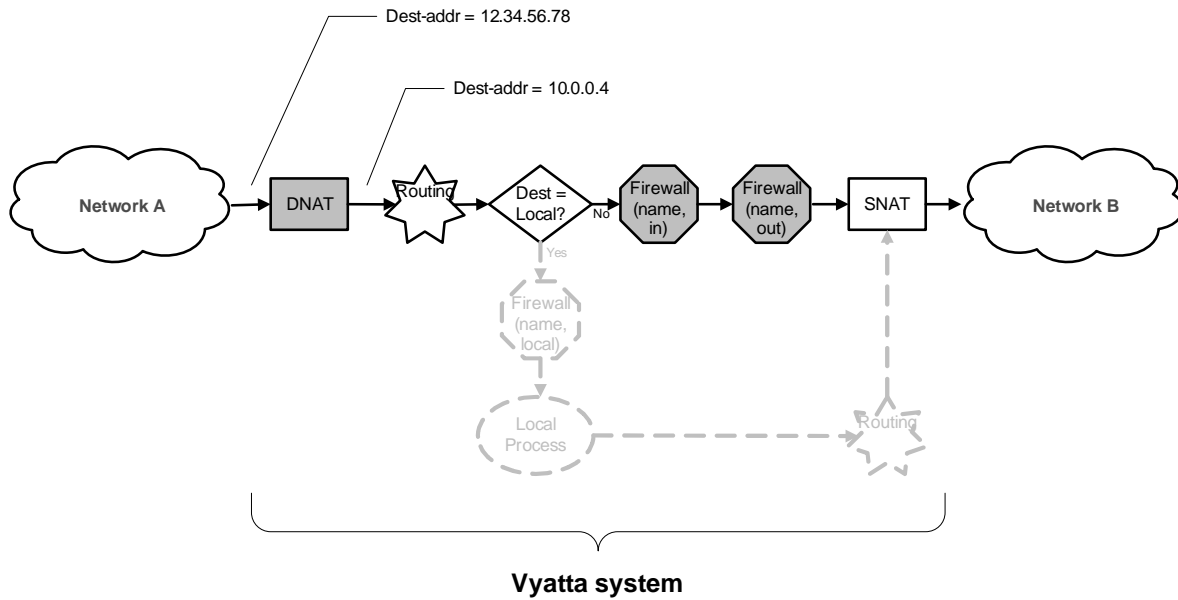 Dest-addr = 12.34.56.78
Dest-addr = 10.0.0.4
Network A
DNAT
Routing
Dest =
Local?
No
Firewall
(name,
in)
Firewall
(name,
out)
SNAT
Network B
Yes
Firewall
(name,
local)
Local
Process
Routing
Vyatta system